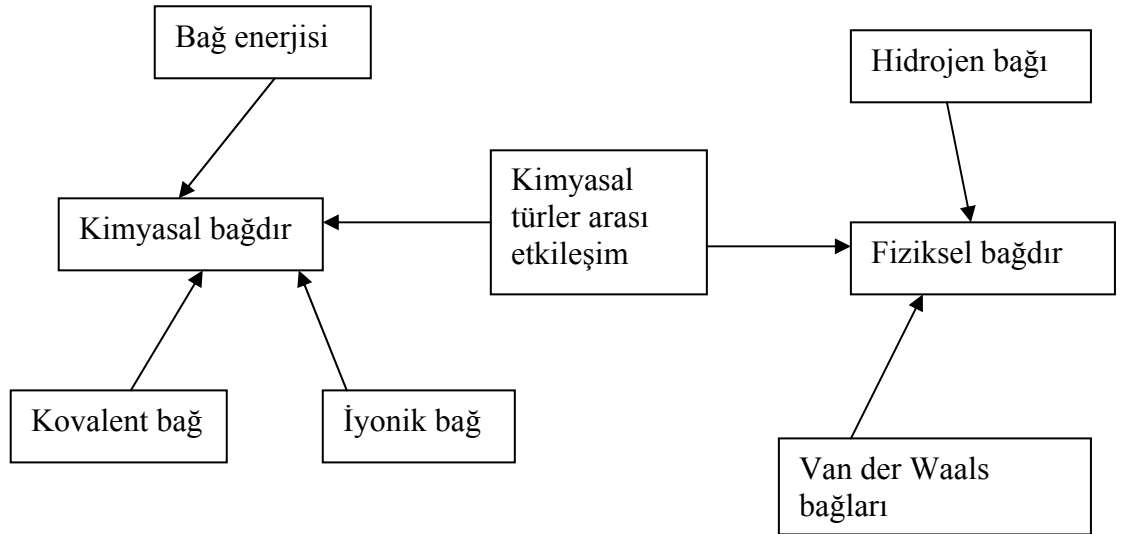 Bağ enerjisi
Hidrojen bağı
Kimyasal
türler arası
etkileşim
Kimyasal bağdır
Fiziksel bağdır
Kovalent bağ
İyonik bağ
Van der Waals
bağları